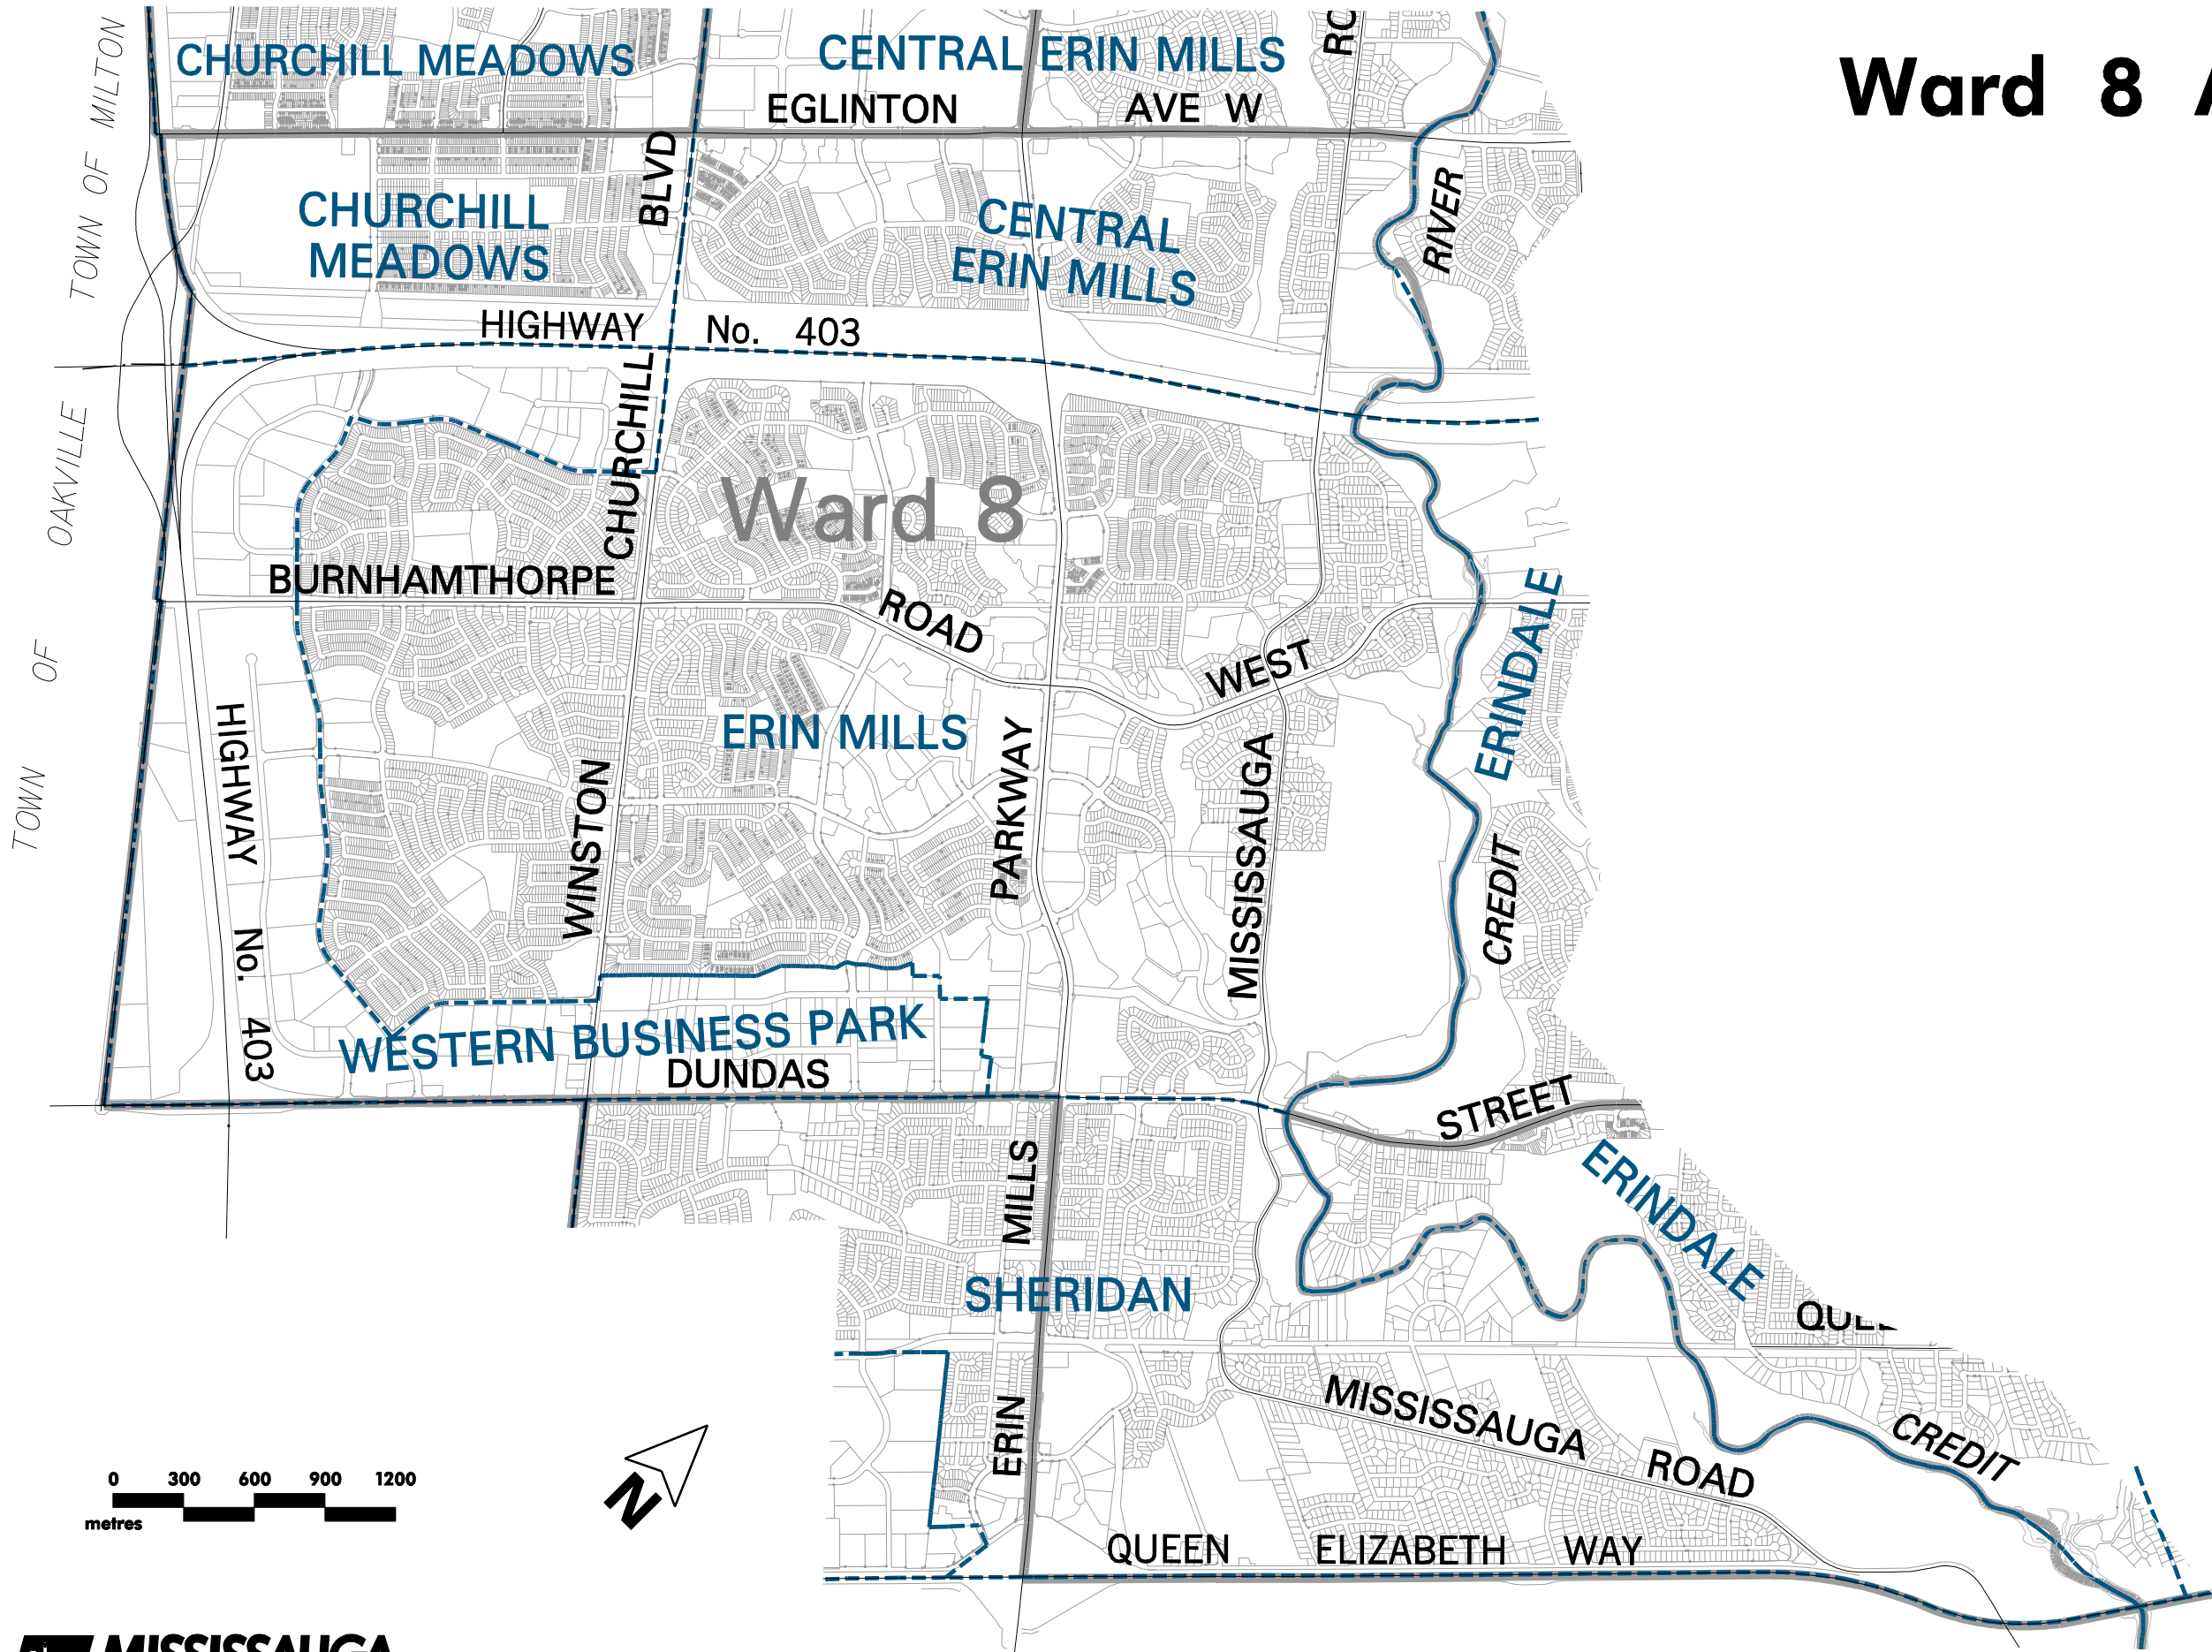 CHURCHILL MEADOWS
CENTRAL ERIN MILLS
Ward 8
EGLINTON AVE W
TOWN OF MILTON
BLVD
CHURCHILL
MEADOWS
CENTRAL
ERIN MILLS
RIVER
HIGHWAY No. 403
CHURCHILL
TOWN OF OAKVILLE
Ward 8
BURNHAMTHORPE ROAD WEST
ERINDALE
ERIN MILLS
HIGHWAY No. 403
WINSTON
PARKWAY
MISSISSAUGA
CREDIT
WESTERN BUSINESS PARK
DUNDAS STREET
MILLS
ERINDALE
SHERIDAN
ERIN
MISSISSAUGA ROAD
CREDIT
QUEEN ELIZABETH WAY
0 300 600 900 1200
metres
N
MISSISSAUGA